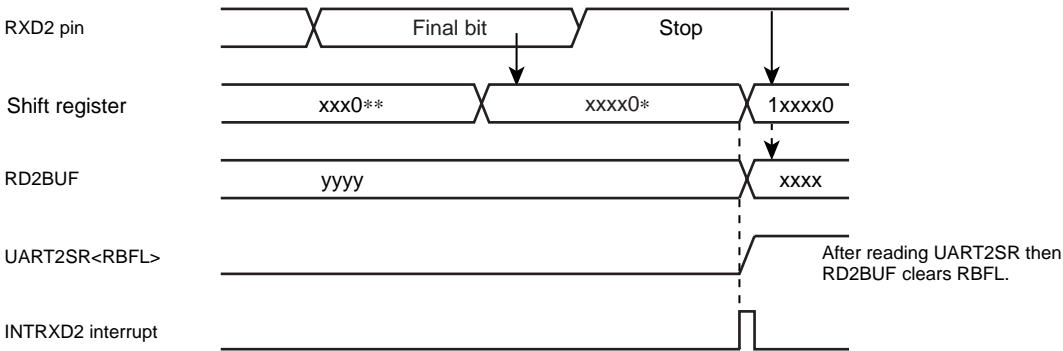 RXD2 pin
Final bit
Stop
Shift register
xxx0**
xxxx0*
1xxxx0
RD2BUF
yyyy
xxxx
UART2SR<RBFL>
After reading UART2SR then
RD2BUF clears RBFL.
INTRXD2 interrupt